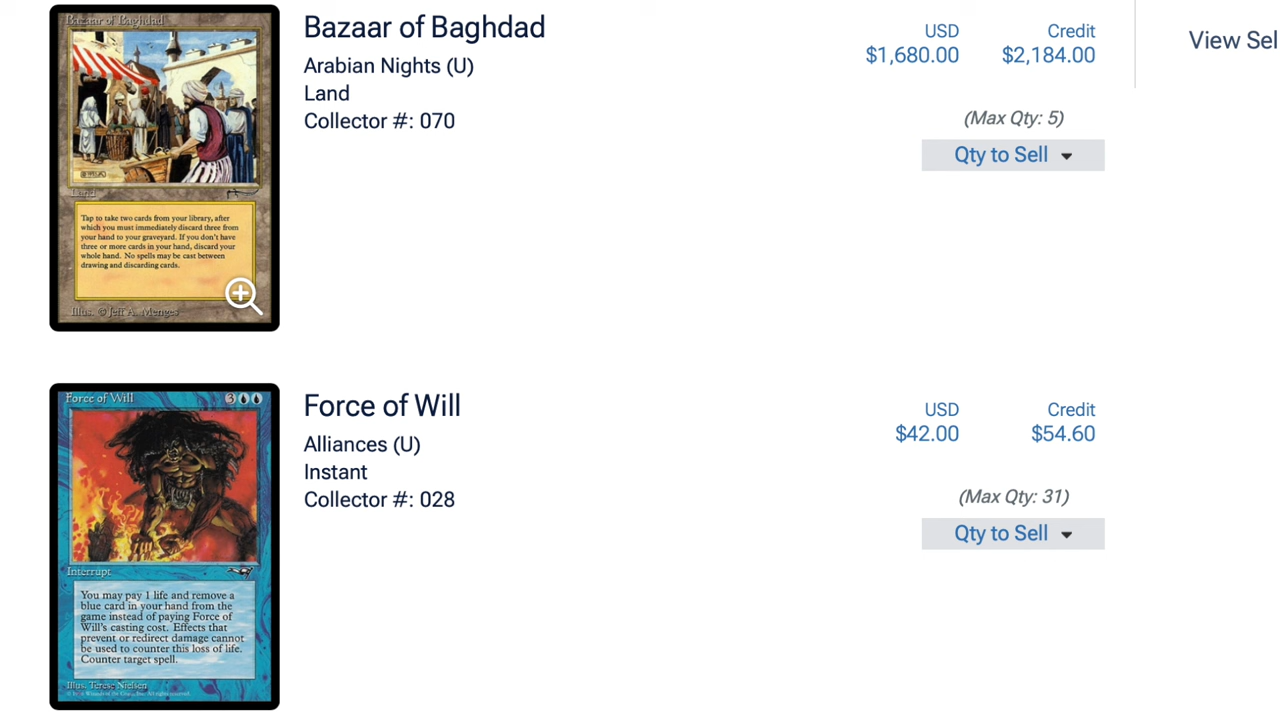 Bazaar of Baghdad
Land
Tap to take two cards from your library, after
which you must immediately discard three from
your hand to your graveyard. If you don't have
three or more cards in your hand, discard your
whole hand. No spells may be cast between
drawing and discarding cards.
Illus. © Jeff A. Menges
Bazaar of Baghdad
Arabian Nights (U)
Land
Collector #: 070
USD Credit
$1,680.00 $2,184.00
(Max Qty: 5)
Qty to Sell
View Sel
Force of Will 3
Interrupt
You may pay 1 life and remove a
blue card in your hand from the
game instead of paying Force of
Will's casting cost. Effects that
prevent or redirect damage cannot
be used to counter this loss of life.
Counter target spell.
Illus. Terese Nielsen
Force of Will
Alliances (U)
Instant
Collector #: 028
USD Credit
$42.00 $54.60
(Max Qty: 31)
Qty to Sell